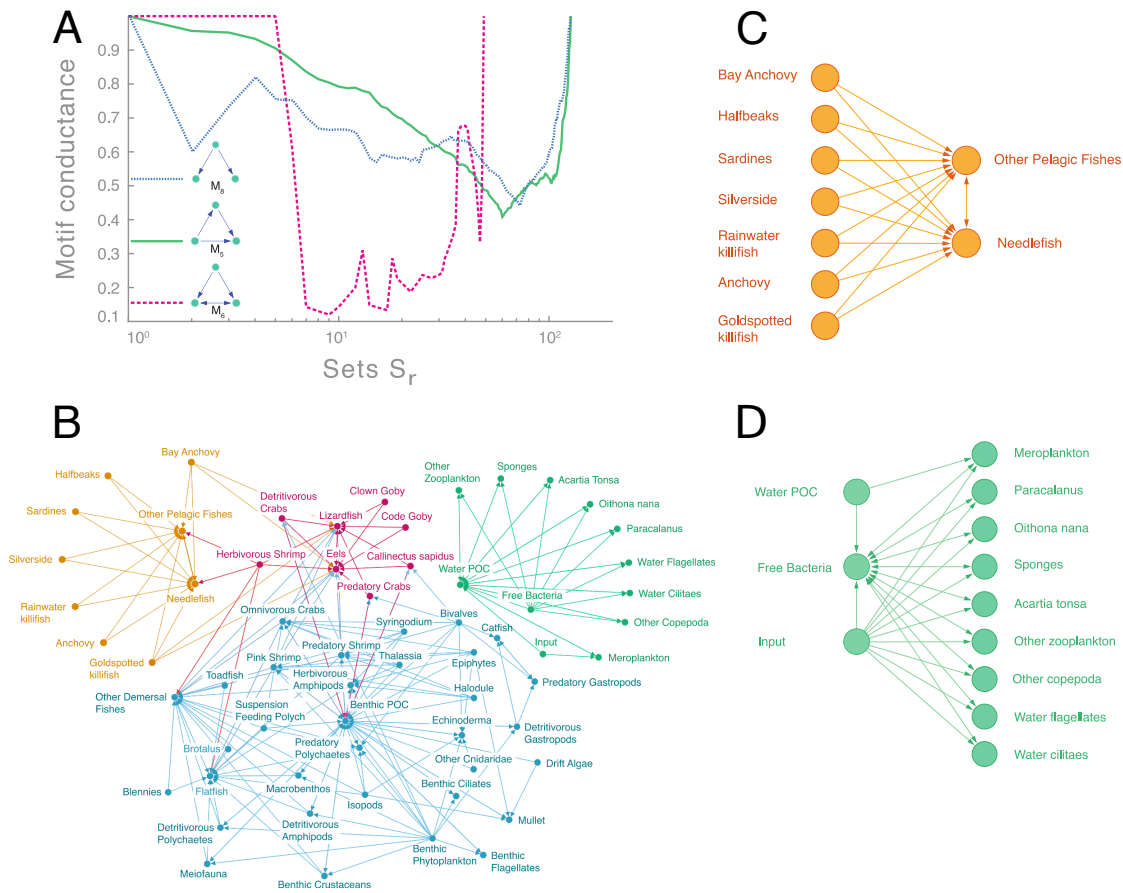 A
Motif conductance
0.9
0.8
0.7
0.6
0.5
0.4
0.3
0.2
0.1
M8
M5
M6
10^0
10^1
10^2
Sets Sr
C
Bay Anchovy
Halfbeaks
Sardines
Silverside
Rainwater
killifish
Anchovy
Goldspotted
killifish
Other Pelagic Fishes
Needlefish
B
Bay Anchovy
Halfbeaks
Sardines
Other Pelagic Fishes
Silverside
Needlefish
Rainwater
killifish
Anchovy
Goldspotted
killifish
Detritivorous
Crabs
Clown Goby
Lizardfish
Code Goby
Herbivorous Shrimp
Eels
Callinectus sapidus
Predatory Crabs
Other
Zooplankton
Sponges
Acartia Tonsa
Oithona nana
Paracalanus
Water POC
Water Flagellates
Free Bacteria
Water Cilitaes
Other Copepoda
Input
Meroplankton
Omnivorous Crabs
Syringodium
Bivalves
Catfish
Predatory Shrimp
Pink Shrimp
Thalassia
Epiphytes
Toadfish
Herbivorous
Amphipods
Halodule
Predatory Gastropods
Other Demersal
Fishes
Suspension
Feeding Polych
Benthic POC
Echinoderma
Detritivorous
Gastropods
Brotalus
Predatory
Polychaetes
Other Cnidaridae
Drift Algae
Blennies
Flatfish
Macrobenthos
Isopods
Benthic Ciliates
Mullet
Detritivorous
Polychaetes
Detritivorous
Amphipods
Benthic
Phytoplankton
Benthic
Flagellates
Meiofauna
Benthic Crustaceans
D
Water POC
Free Bacteria
Input
Meroplankton
Paracalanus
Oithona nana
Sponges
Acartia tonsa
Other zooplankton
Other copepoda
Water flagellates
Water cilitaes